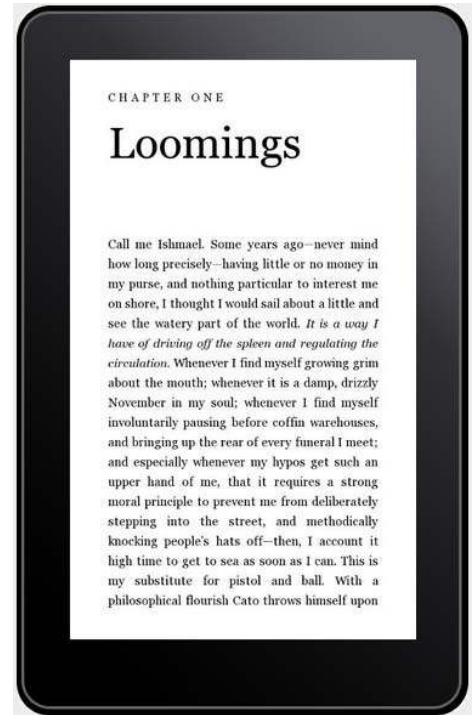 CHAPTER ONE
Loomings
Call me Ishmael. Some years ago—never mind
how long precisely—having little or no money in
my purse, and nothing particular to interest me
on shore, I thought I would sail about a little and
see the watery part of the world. It is a way I
have of driving off the spleen and regulating the
circulation. Whenever I find myself growing grim
about the mouth; whenever it is a damp, drizzly
November in my soul; whenever I find myself
involuntarily pausing before coffin warehouses,
and bringing up the rear of every funeral I meet;
and especially whenever my hypos get such an
upper hand of me, that it requires a strong
moral principle to prevent me from deliberately
stepping into the street, and methodically
knocking people's hats off—then, I account it
high time to get to sea as soon as I can. This is
my substitute for pistol and ball. With a
philosophical flourish Cato throws himself upon